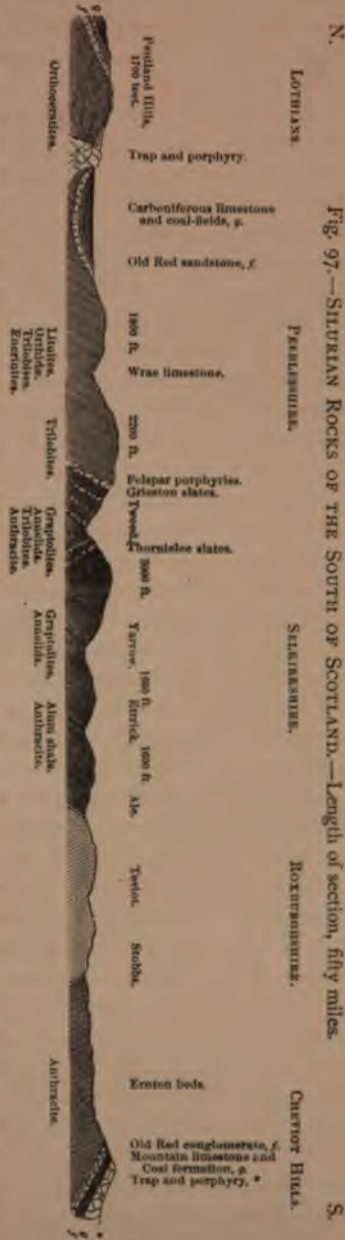 Fig. 97.—SILURIAN ROCKS OF THE SOUTH OF SCOTLAND.—Length of section, fifty miles.
N.
S.
LOTHIANS.
PEEBLESSHIRE.
SELKIRKSHIRE.
ROXBURGHSHIRE.
CHEVIOT HILLS.
Pentland Hills,
1700 feet.
Trap and porphyry.
Carboniferous limestone
and coal-fields, g.
Old Red sandstone, f.
1800 ft.
Wrae limestone.
2200 ft.
Felspar porphyries.
Grieston slates.
Tweed.
Thornielee slates.
2000 ft.
Yarrow.
1800 ft.
Ettrick.
1600 ft.
Ale.
Teviot.
Stobbs.
Ernton beds.
Old Red conglomerate, f.
Mountain limestone and
Coal formation, g.
Trap and porphyry, *
g f
* g f
Orthoceratites.
Lituites.
Orthidæ.
Trilobites.
Encrinites.
Trilobites.
Graptolites.
Annelids.
Trilobites.
Anthracite.
Graptolites.
Annelids.
Alum shale.
Anthracite.
Anthracite.